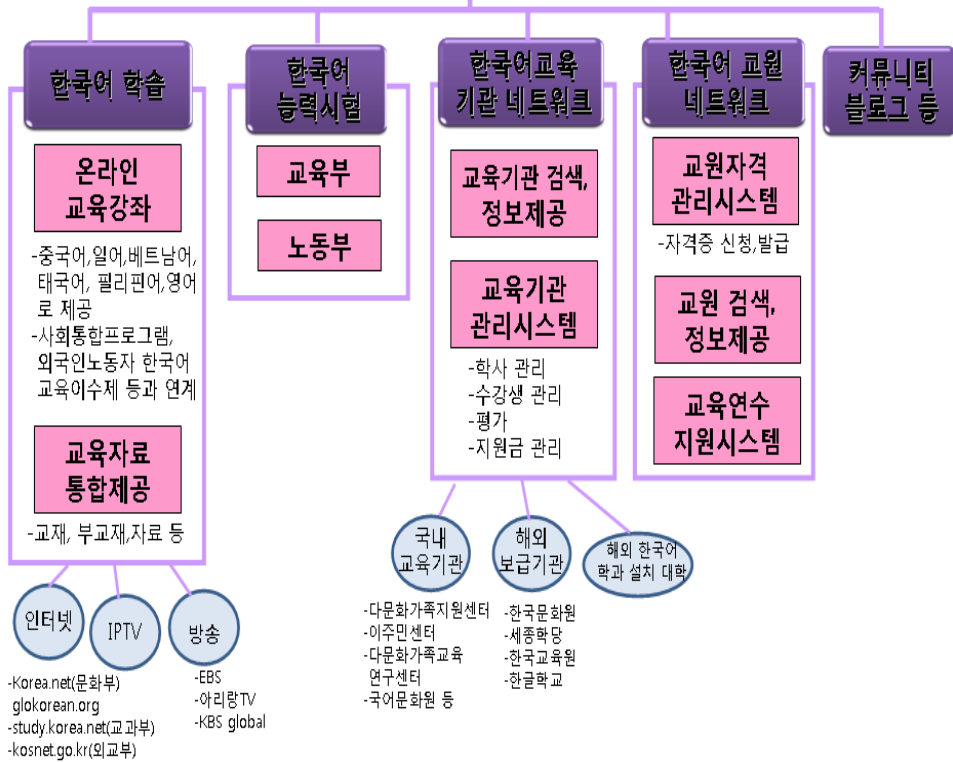 한국어 학습
온라인
교육강좌
-중국어,일어,베트남어,
태국어, 필리핀어,영어
로 제공
-사회통합프로그램,
외국인노동자 한국어
교육이수제 등과 연계
교육자료
통합제공
-교재, 부교재,자료 등
인터넷
IPTV
방송
-Korea.net(문화부)
glokorean.org
-study.korea.net(교과부)
-kosnet.go.kr(외교부)
-EBS
-아리랑TV
-KBS global
한국어
능력시험
교육부
노동부
한국어교육
기관 네트워크
교육기관 검색,
정보제공
교육기관
관리시스템
-학사 관리
-수강생 관리
-평가
-지원금 관리
국내
교육기관
해외
보급기관
해외 한국어
학과 설치 대학
-다문화가족지원센터
-이주민센터
-다문화가족교육
연구센터
-국어문화원 등
-한국문화원
-세종학당
-한국교육원
-한글학교
한국어 교원
네트워크
교원자격
관리시스템
-자격증 신청,발급
교원 검색,
정보제공
교육연수
지원시스템
커뮤니티
블로그 등